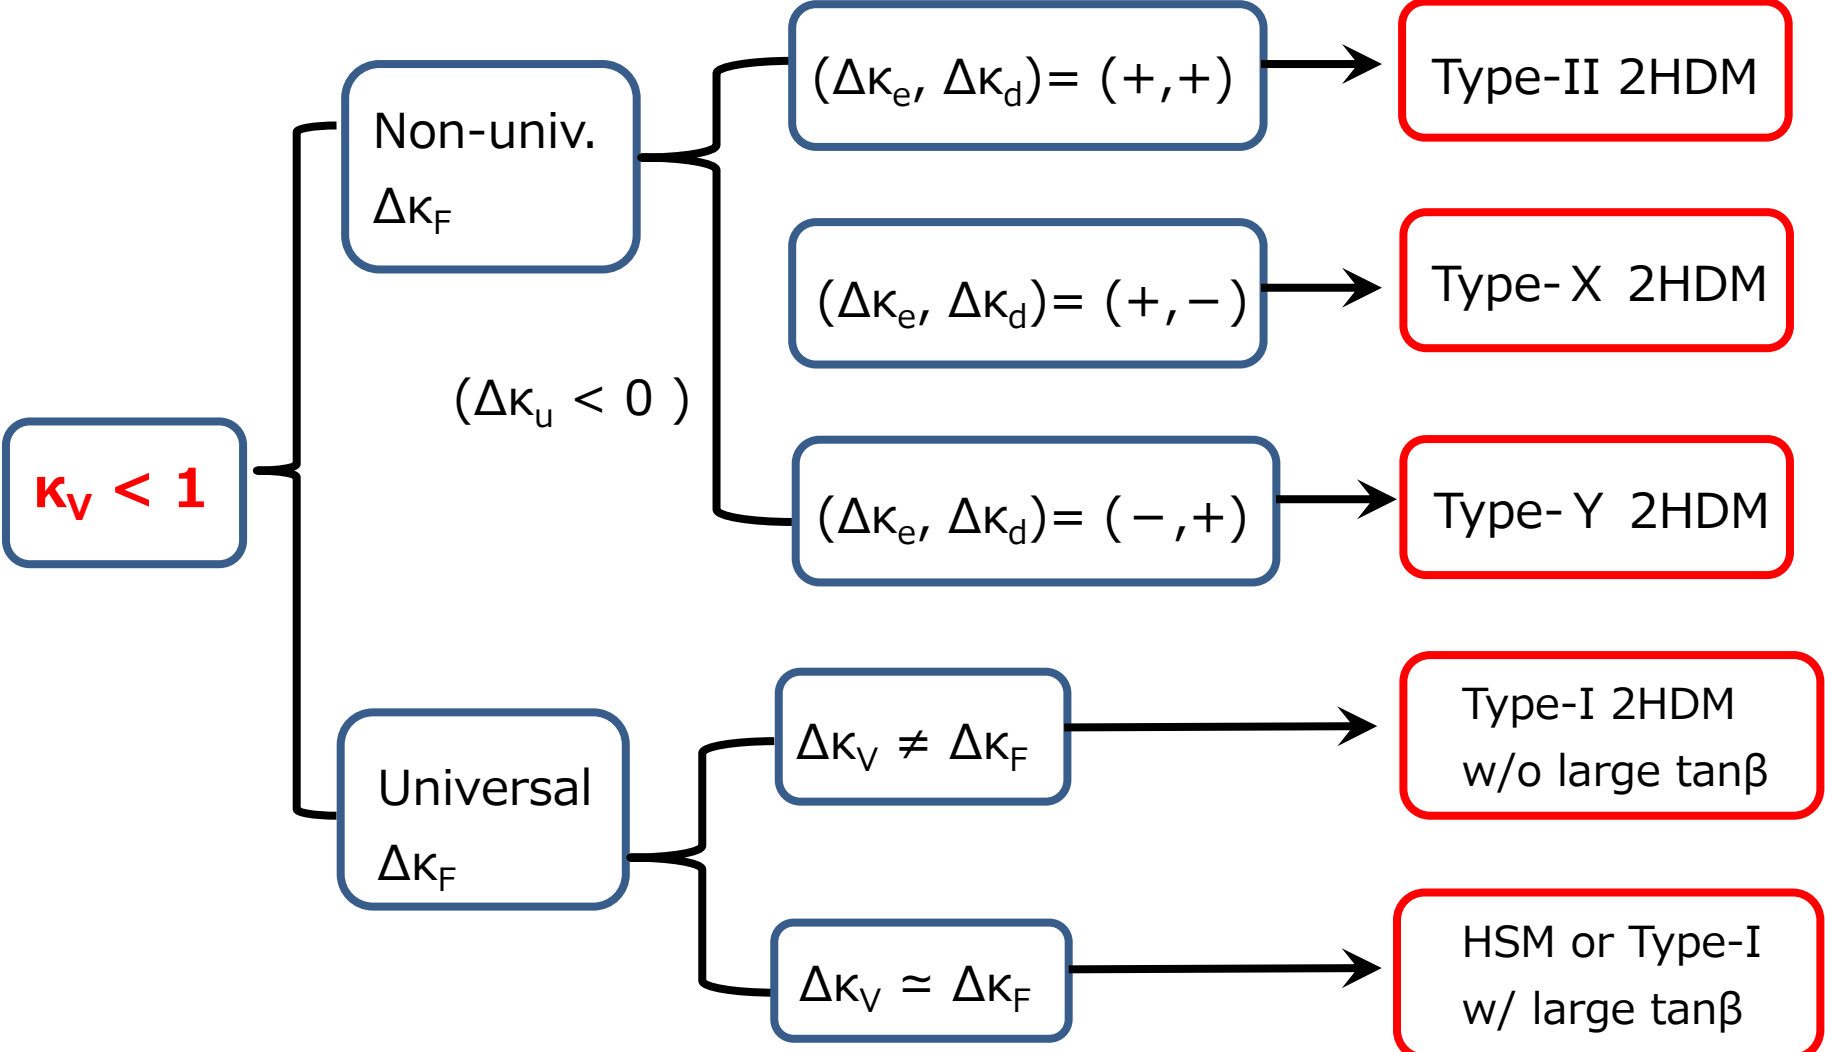 κV < 1
Non-univ.
ΔκF
(Δκu < 0 )
(Δκe, Δκd)= (+,+)
Type-II 2HDM
(Δκe, Δκd)= (+,−)
Type- X 2HDM
(Δκe, Δκd)= (−,+)
Type- Y 2HDM
Universal
ΔκF
ΔκV ≠ ΔκF
Type-I 2HDM
w/o large tanβ
ΔκV ≃ ΔκF
HSM or Type-I
w/ large tanβ